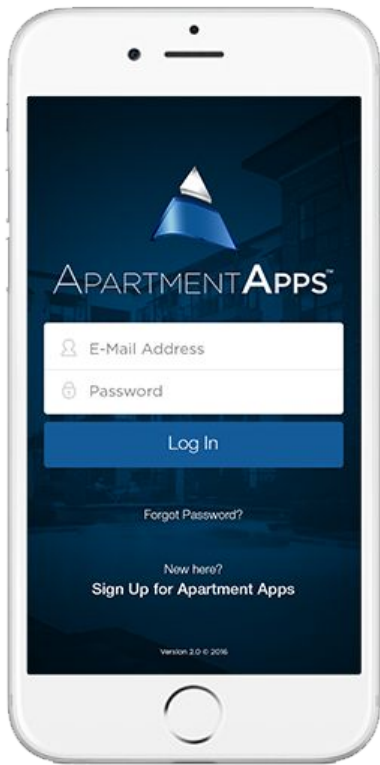 APARTMENTAPPS™
E-Mail Address
Password
Log In
Forgot Password?
New here?
Sign Up for Apartment Apps
Version 2.0 © 2016